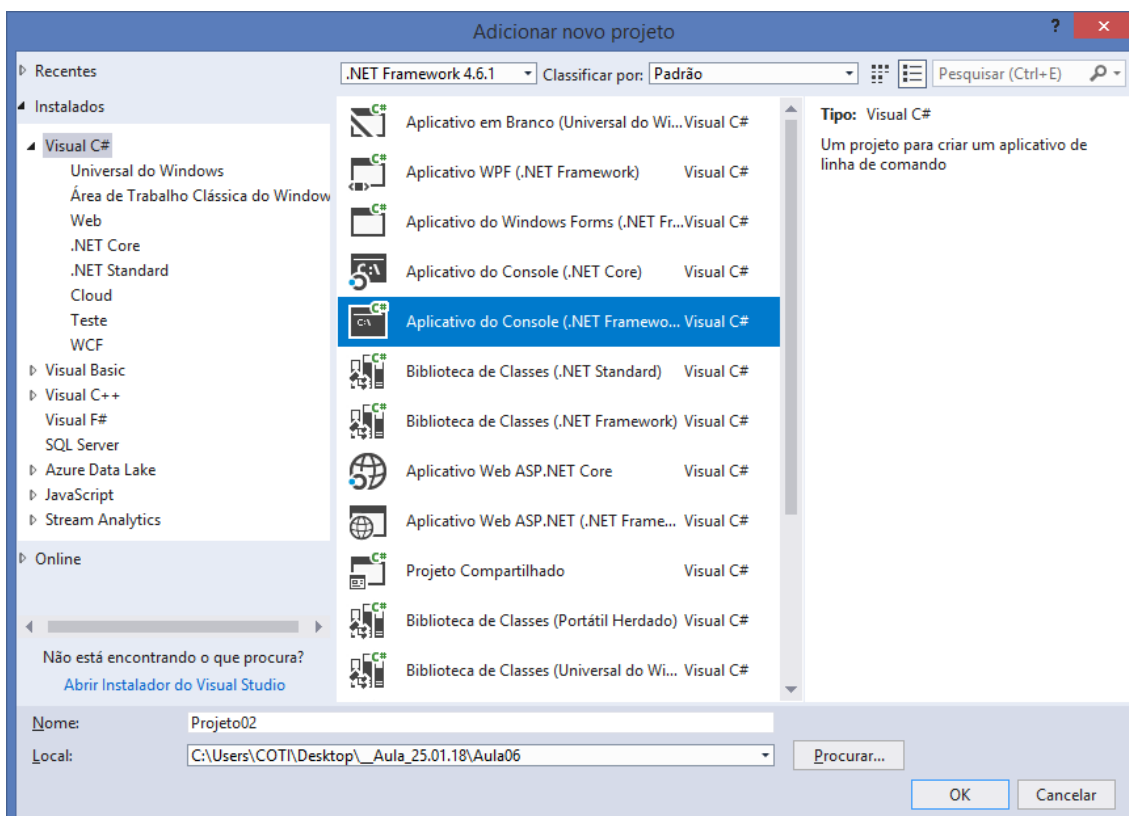 Adicionar novo projeto
?
Recentes
.NET Framework 4.6.1 Classificar por: Padrão Pesquisar (Ctrl+E)
Instalados
Visual C#
Universal do Windows
Área de Trabalho Clássica do Window
Web
.NET Core
.NET Standard
Cloud
Teste
WCF
Visual Basic
Visual C++
Visual F#
SQL Server
Azure Data Lake
JavaScript
Stream Analytics
Online
Não está encontrando o que procura?
Abrir Instalador do Visual Studio
Aplicativo em Branco (Universal do Wi... Visual C#
Aplicativo WPF (.NET Framework) Visual C#
Aplicativo do Windows Forms (.NET Fr... Visual C#
Aplicativo do Console (.NET Core) Visual C#
Aplicativo do Console (.NET Framewo... Visual C#
Biblioteca de Classes (.NET Standard) Visual C#
Biblioteca de Classes (.NET Framework) Visual C#
Aplicativo Web ASP.NET Core Visual C#
Aplicativo Web ASP.NET (.NET Frame... Visual C#
Projeto Compartilhado Visual C#
Biblioteca de Classes (Portátil Herdado) Visual C#
Biblioteca de Classes (Universal do Wi... Visual C#
Tipo: Visual C#
Um projeto para criar um aplicativo de
linha de comando
Nome: Projeto02
Local: C:\Users\COTI\Desktop\__Aula_25.01.18\Aula06 Procurar...
OK Cancelar